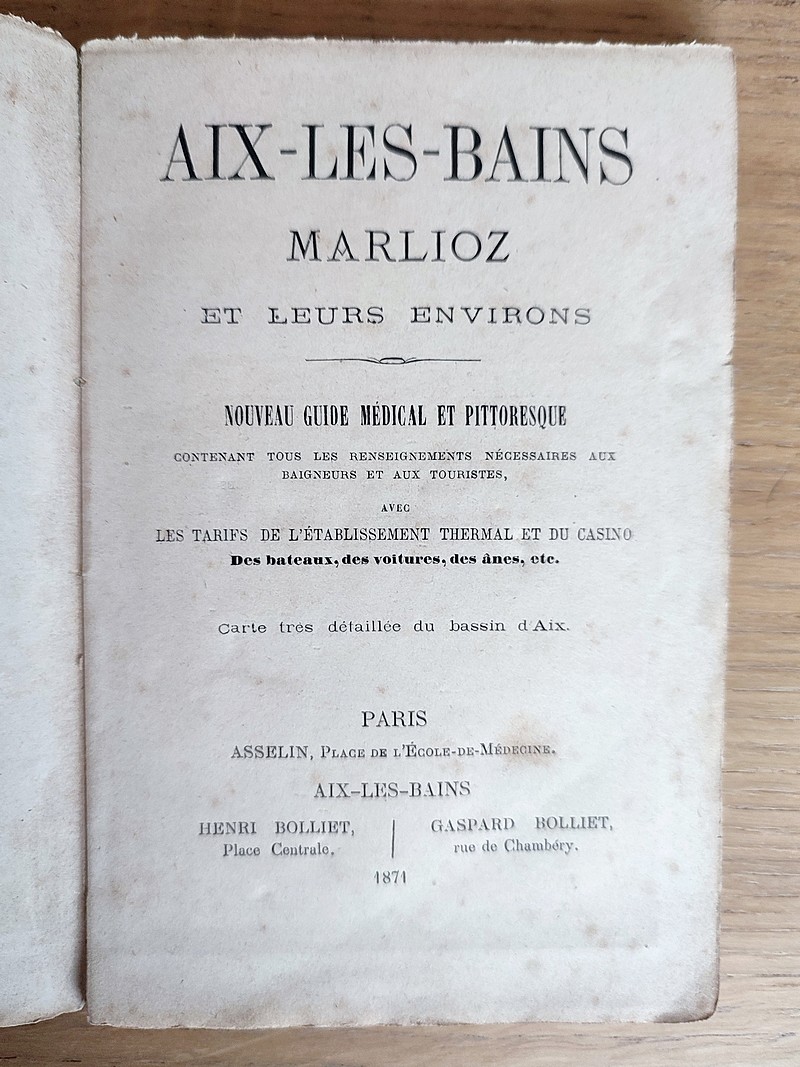 AIX-LES-BAINS
MARLIOZ
ET LEURS ENVIRONS
NOUVEAU GUIDE MÉDICAL ET PITTORESQUE
CONTENANT TOUS LES RENSEIGNEMENTS NÉCESSAIRES AUX
BAIGNEURS ET AUX TOURISTES,
AVEC
LES TARIFS DE L'ÉTABLISSEMENT THERMAL ET DU CASINO
Des bateaux, des voitures, des ânes, etc.
Carte très détaillée du bassin d'Aix.
PARIS
ASSELIN, PLACE DE L'ÉCOLE-DE-MÉDECINE.
AIX-LES-BAINS
HENRI BOLLIET,
Place Centrale.
GASPARD BOLLIET,
rue de Chambéry.
1871